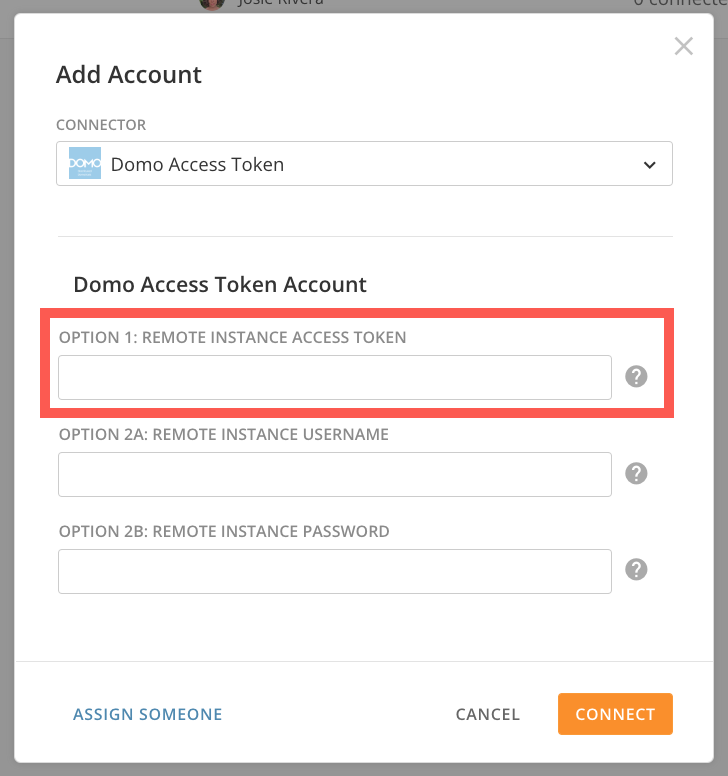 Josie Rivera
0 connecte
Add Account
CONNECTOR
DOMO
Domo Access Token
Domo Access Token Account
OPTION 1: REMOTE INSTANCE ACCESS TOKEN
?
OPTION 2A: REMOTE INSTANCE USERNAME
?
OPTION 2B: REMOTE INSTANCE PASSWORD
?
ASSIGN SOMEONE
CANCEL
CONNECT